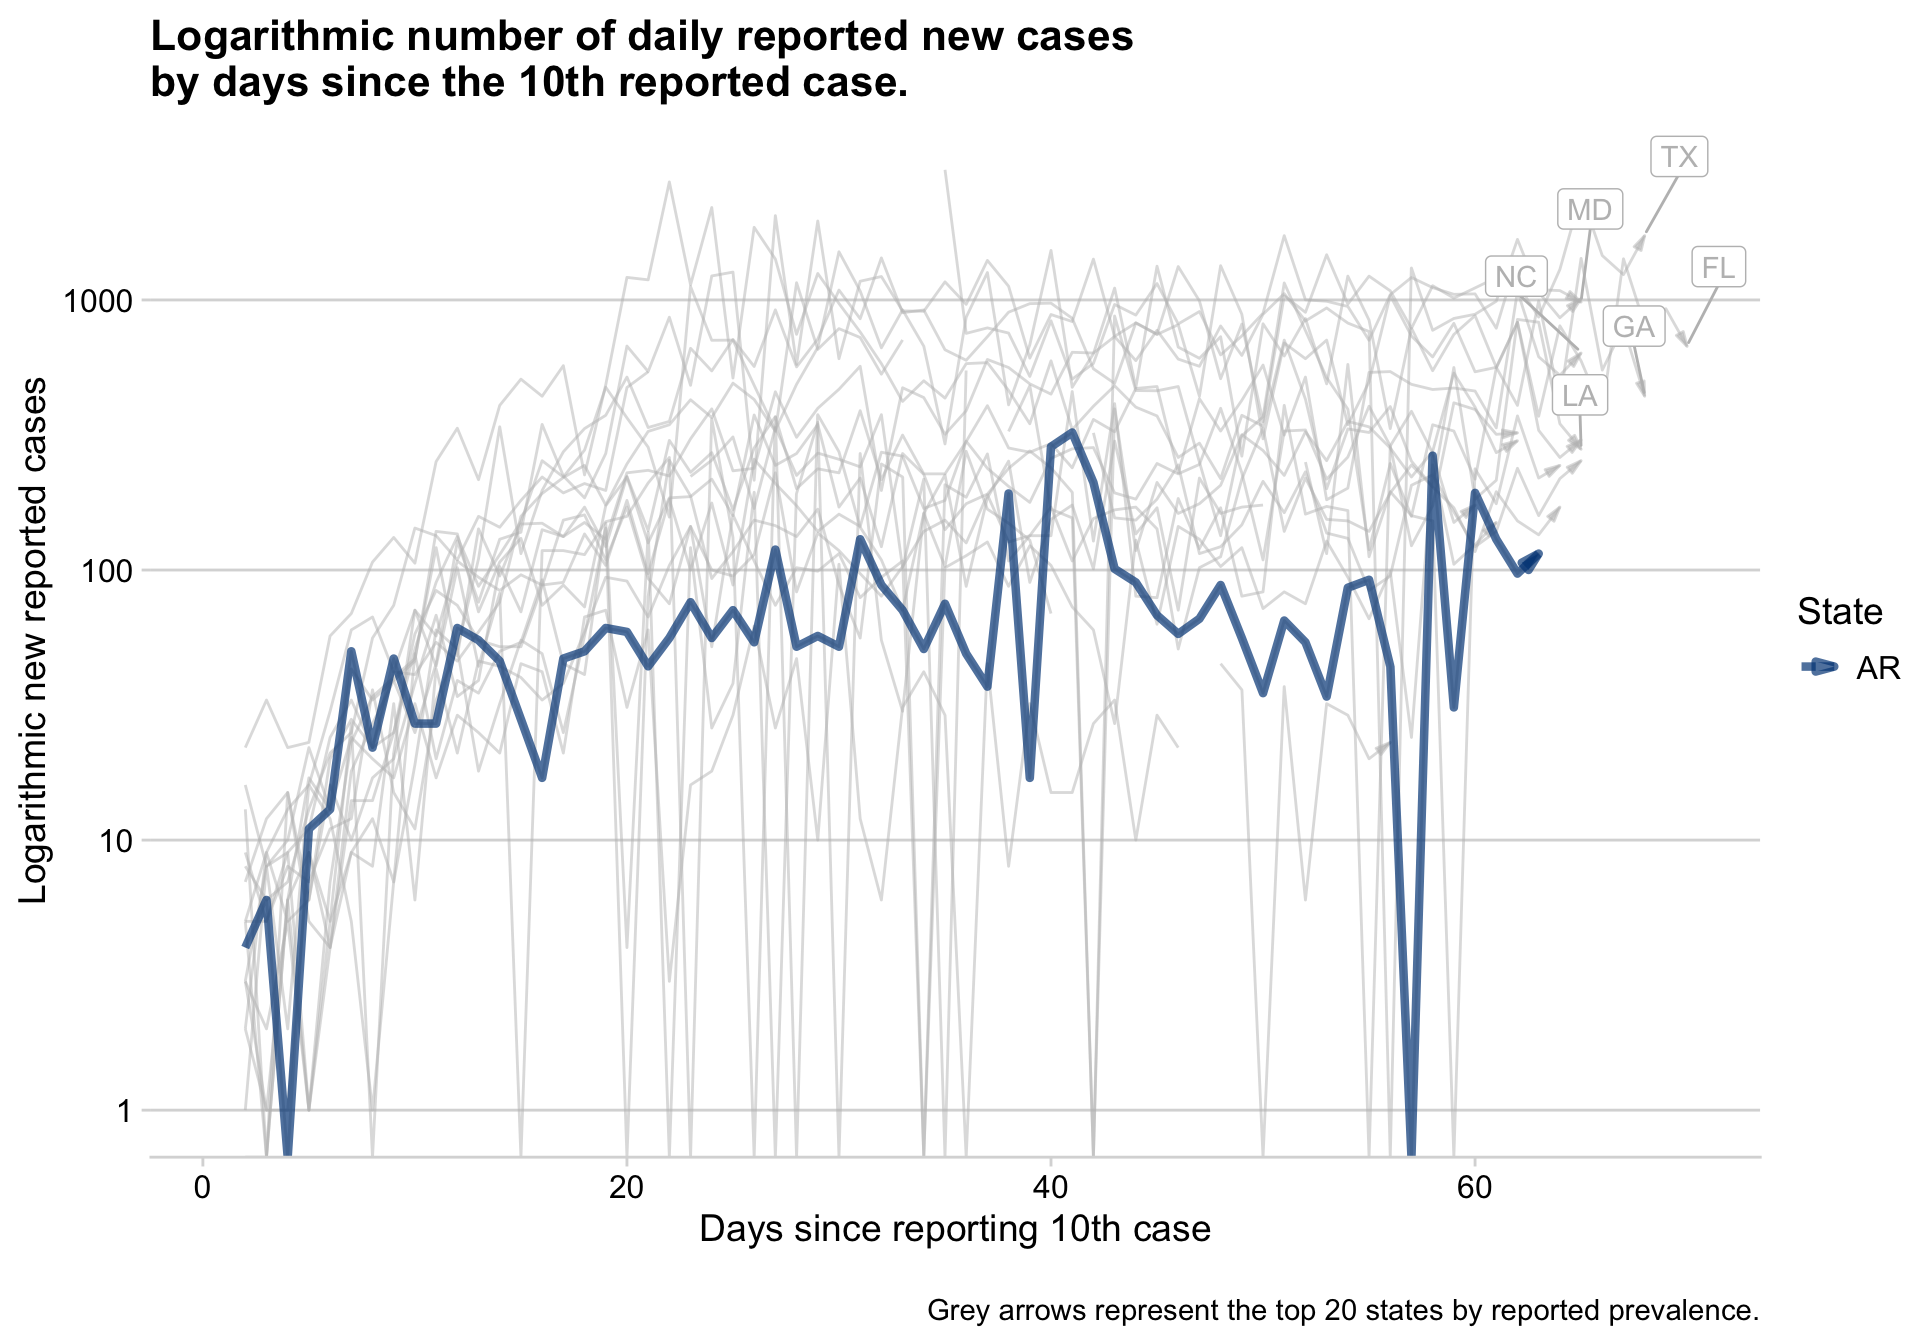 Logarithmic number of daily reported new cases
by days since the 10th reported case.
TX
MD
FL
NC
GA
LA
1000
100
10
1
Logarithmic new reported cases
0
20
40
60
Days since reporting 10th case
State
AR
Grey arrows represent the top 20 states by reported prevalence.